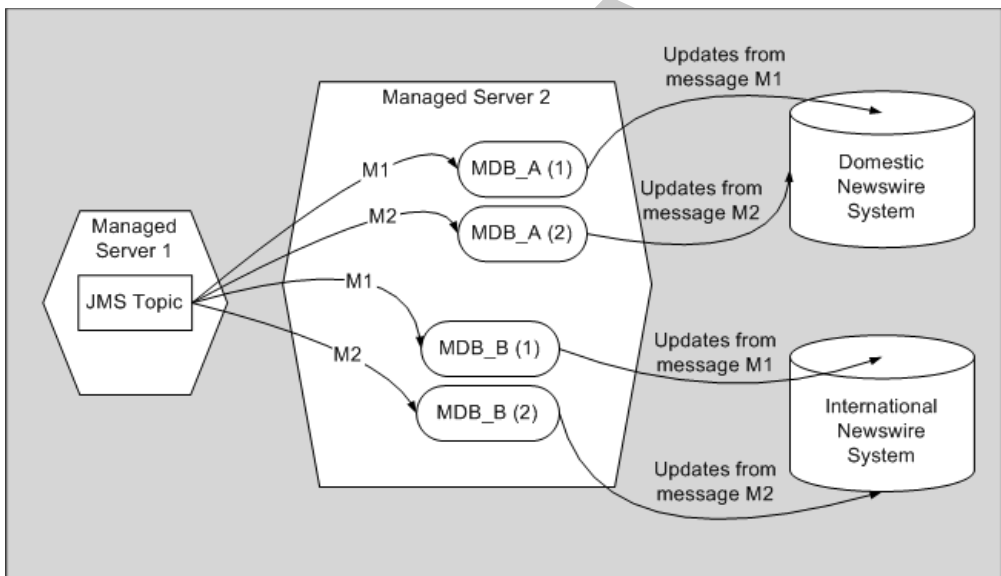 Updates from
message M1
Managed Server 2
Domestic
Newswire
System
M1
MDB_A (1)
Updates from
message M2
M2
MDB_A (2)
Managed
Server 1
JMS Topic
M1
MDB_B (1)
Updates from
message M1
M2
MDB_B (2)
International
Newswire
System
Updates from
message M2